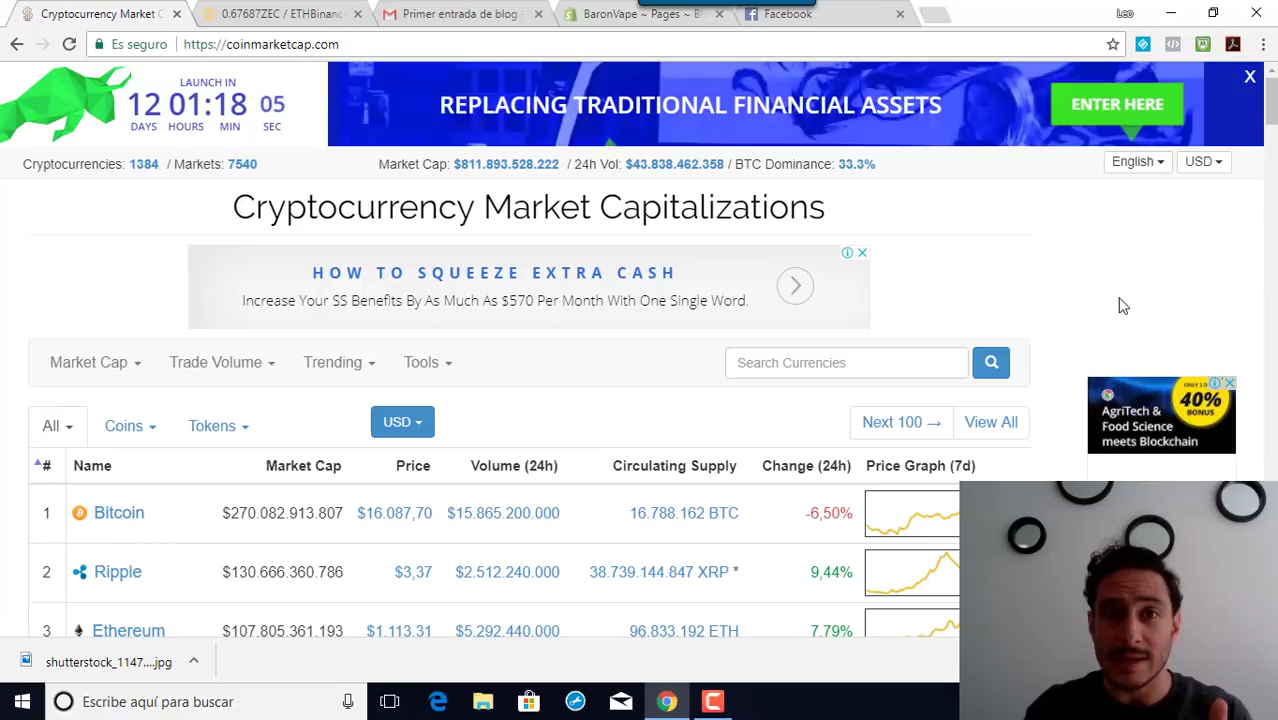 Cryptocurrency Market C
0.67687ZEC / ETHBinanc
Primer entrada de blog -
BaronVape ~ Pages ~ Bl
Facebook
Leo
Es seguro
https://coinmarketcap.com
LAUNCH IN
12 01:18 05
DAYS HOURS MIN SEC
REPLACING TRADITIONAL FINANCIAL ASSETS
ENTER HERE
X
Cryptocurrencies: 1384 / Markets: 7540
Market Cap: $811.893.528.222 / 24h Vol: $43.838.462.358 / BTC Dominance: 33.3%
English
USD
Cryptocurrency Market Capitalizations
HOW TO SQUEEZE EXTRA CASH
Increase Your SS Benefits By As Much As $570 Per Month With One Single Word.
Market Cap
Trade Volume
Trending
Tools
Search Currencies
40%
BONUS
AgriTech &
Food Science
meets Blockchain
All
Coins
Tokens
USD
Next 100 →
View All
# Name Market Cap Price Volume (24h) Circulating Supply Change (24h) Price Graph (7d)
1 Bitcoin $270.082.913.807 $16.087,70 $15.865.200.000 16.788.162 BTC -6,50%
2 Ripple $130.666.360.786 $3,37 $2.512.240.000 38.739.144.847 XRP * 9,44%
3 Ethereum $107.805.361.193 $1.113,31 $5.292.440.000 96.833.192 ETH 7,79%
shutterstock_1147....jpg
Escribe aquí para buscar